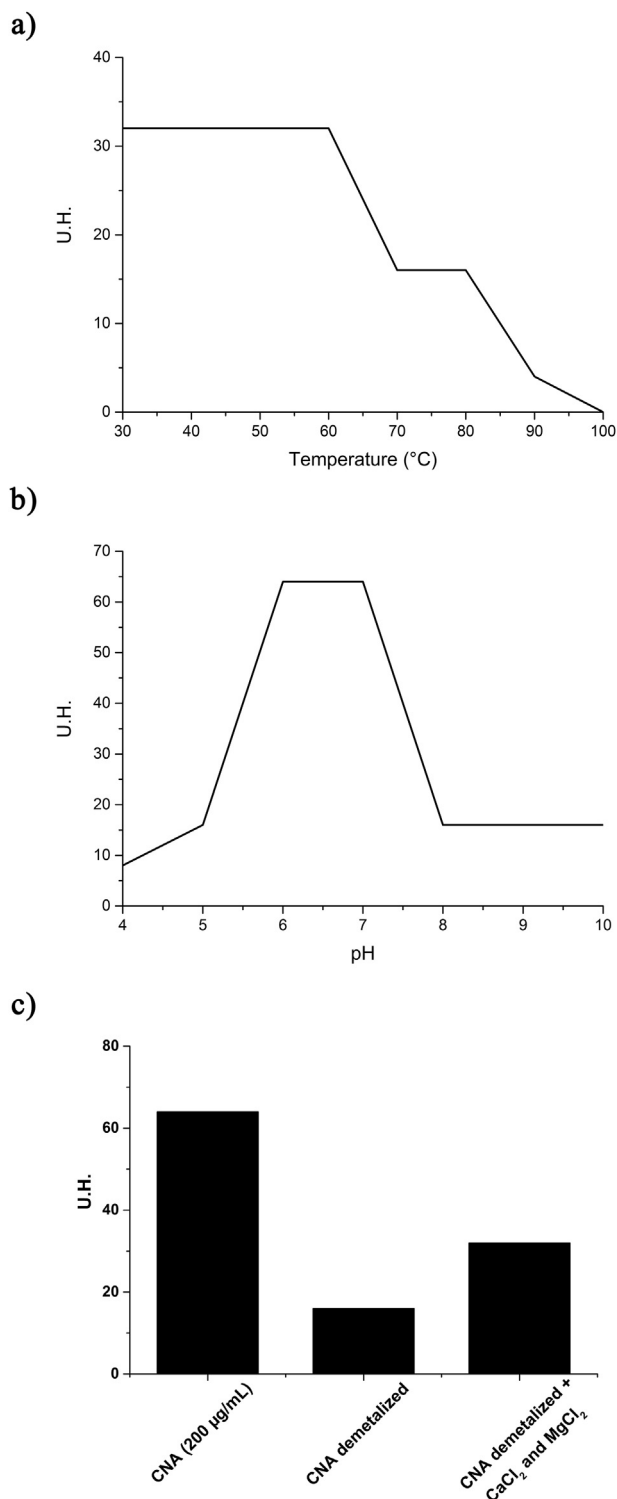 a)
40
30
20
10
0
U.H.
30 40 50 60 70 80 90 100
Temperature (°C)
b)
70
60
50
40
30
20
10
0
U.H.
4 5 6 7 8 9 10
pH
c)
80
60
40
20
0
U.H.
CNA (200 µg/mL)
CNA demetalized
CNA demetalized +
CaCl₂ and MgCl₂